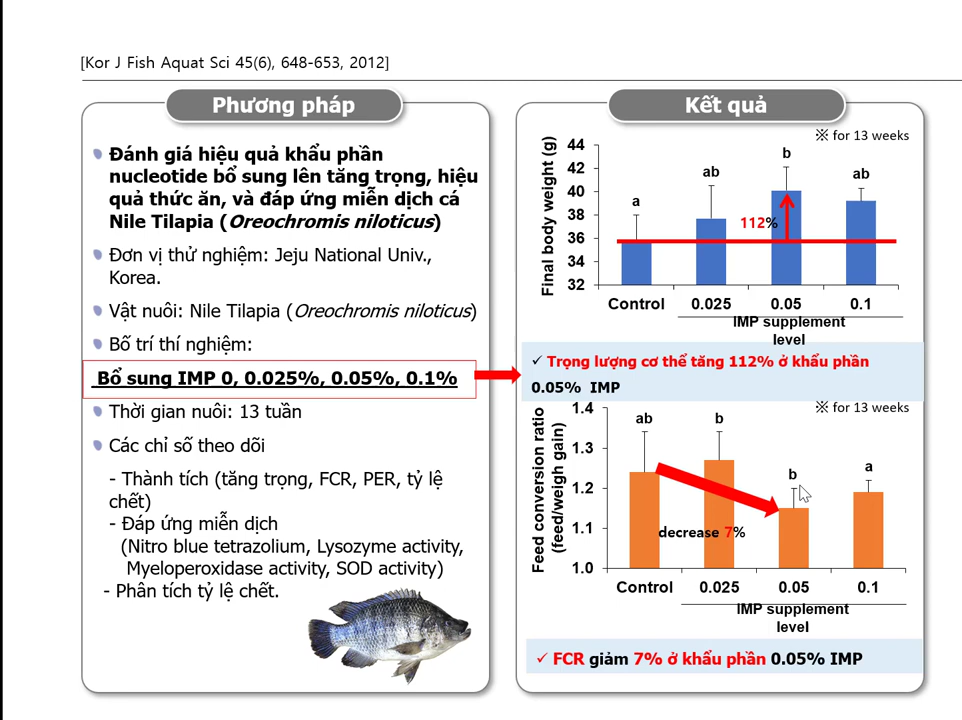 [Kor J Fish Aquat Sci 45(6), 648-653, 2012]
Phương pháp
Đánh giá hiệu quả khẩu phần
nucleotide bổ sung lên tăng trọng, hiệu
quả thức ăn, và đáp ứng miễn dịch cá
Nile Tilapia (Oreochromis niloticus)
Đơn vị thử nghiệm: Jeju National Univ.,
Korea.
Vật nuôi: Nile Tilapia (Oreochromis niloticus)
Bố trí thí nghiệm:
Bổ sung IMP 0, 0.025%, 0.05%, 0.1%
Thời gian nuôi: 13 tuần
Các chỉ số theo dõi
- Thành tích (tăng trọng, FCR, PER, tỷ lệ
chết)
- Đáp ứng miễn dịch
(Nitro blue tetrazolium, Lysozyme activity,
Myeloperoxidase activity, SOD activity)
- Phân tích tỷ lệ chết.
Kết quả
※ for 13 weeks
Final body weight (g)
44
42
40
38
36
34
32
a
ab
b
ab
112%
Control 0.025 0.05 0.1
IMP supplement
level
✓ Trọng lượng cơ thể tăng 112% ở khẩu phần
0.05% IMP
※ for 13 weeks
Feed conversion ratio
(feed/weigh gain)
1.4
1.3
1.2
1.1
1.0
ab
b
b
a
decrease 7%
Control 0.025 0.05 0.1
IMP supplement
level
✓ FCR giảm 7% ở khẩu phần 0.05% IMP